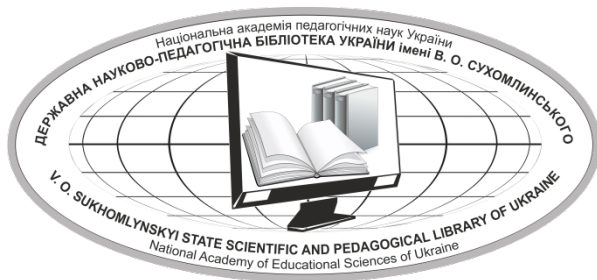 Національна академія педагогічних наук України
ДЕРЖАВНА НАУКОВО-ПЕДАГОГІЧНА БІБЛІОТЕКА УКРАЇНИ імені В. О. СУХОМЛИНСЬКОГО
V. O. SUKHOMLYNSKYI STATE SCIENTIFIC AND PEDAGOGICAL LIBRARY OF UKRAINE
National Academy of Educational Sciences of Ukraine